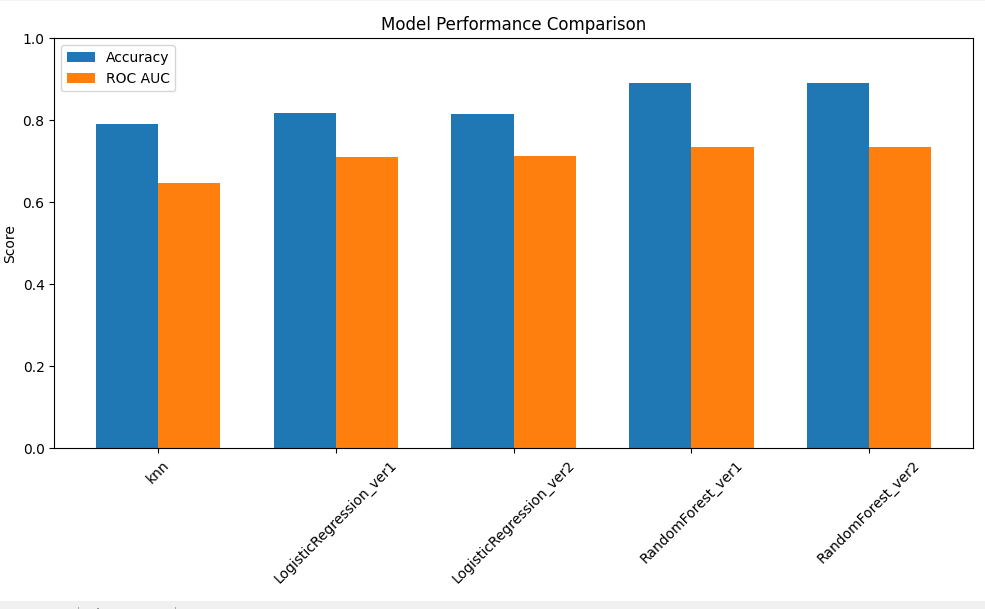 Model Performance Comparison
Accuracy
ROC AUC
Score
1.0
0.8
0.6
0.4
0.2
0.0
knn
LogisticRegression_ver1
LogisticRegression_ver2
RandomForest_ver1
RandomForest_ver2